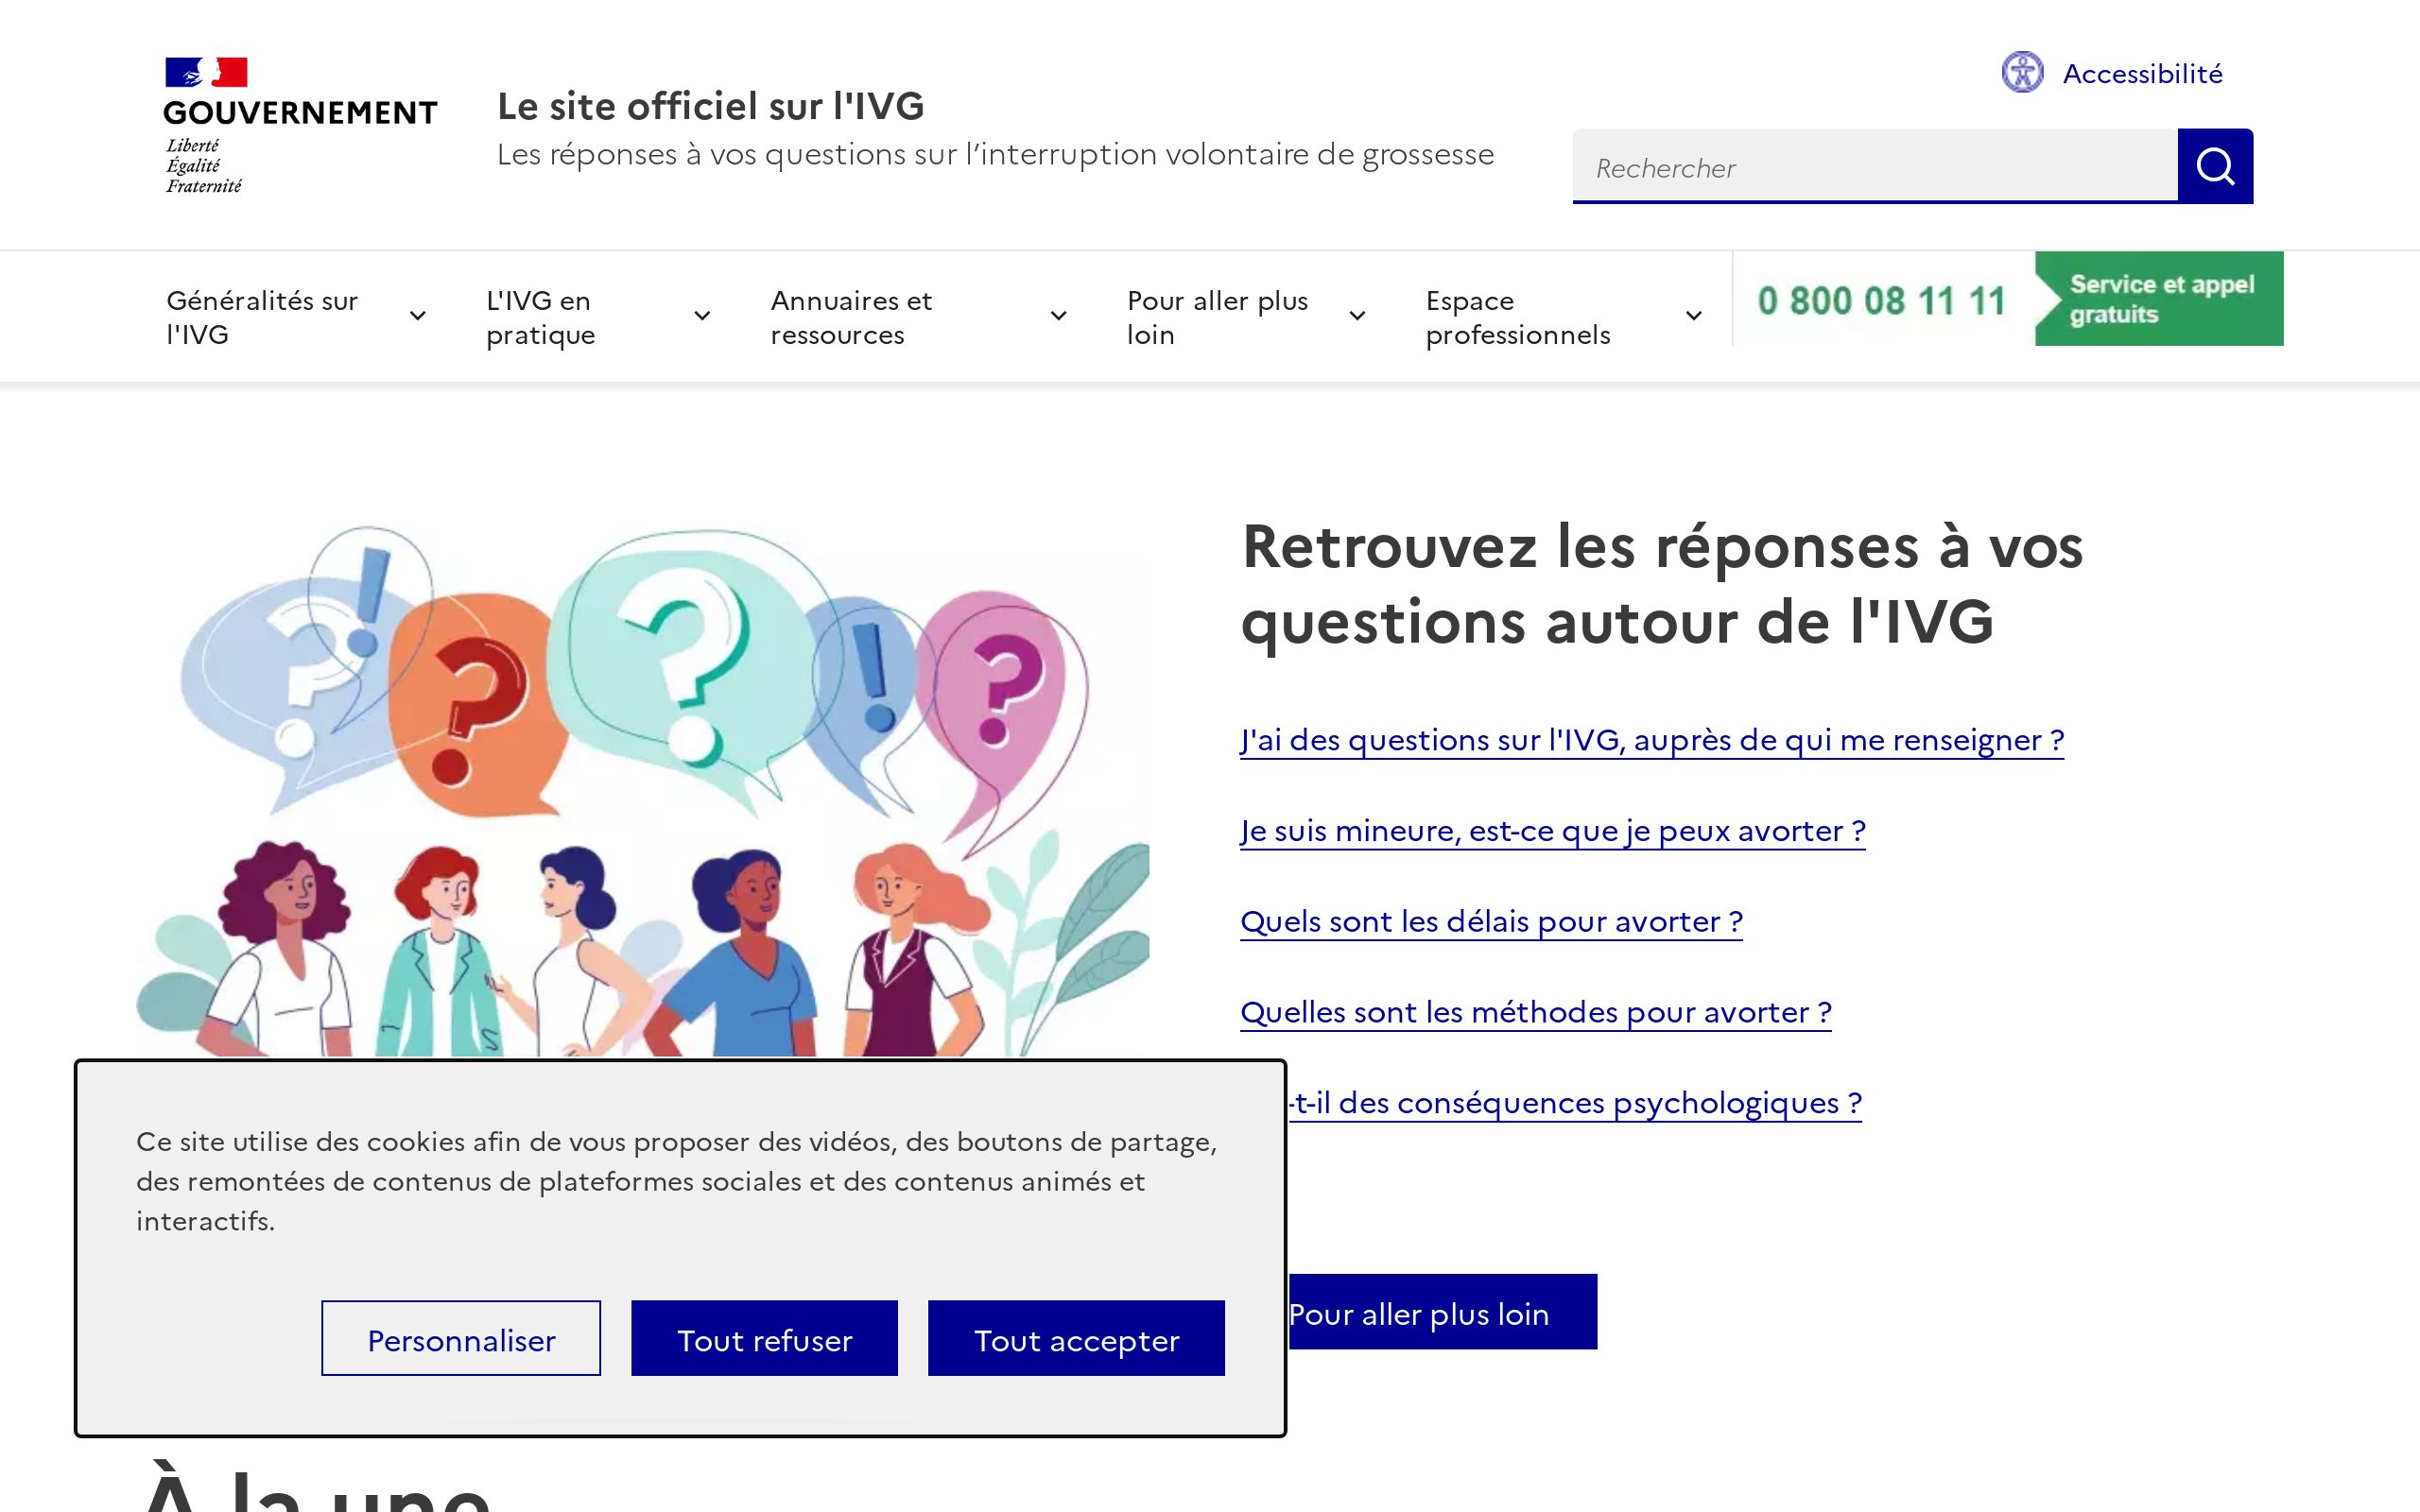 GOUVERNEMENT
Liberté
Égalité
Fraternité
Le site officiel sur l'IVG
Les réponses à vos questions sur l’interruption volontaire de grossesse
Accessibilité
Rechercher
Généralités sur
l'IVG
L'IVG en
pratique
Annuaires et
ressources
Pour aller plus
loin
Espace
professionnels
0 800 08 11 11
Service et appel
gratuits
? ! ? ? ! ?
Retrouvez les réponses à vos
questions autour de l'IVG
J'ai des questions sur l'IVG, auprès de qui me renseigner ?
Je suis mineure, est-ce que je peux avorter ?
Quels sont les délais pour avorter ?
Quelles sont les méthodes pour avorter ?
-t-il des conséquences psychologiques ?
Pour aller plus loin
Ce site utilise des cookies afin de vous proposer des vidéos, des boutons de partage,
des remontées de contenus de plateformes sociales et des contenus animés et
interactifs.
Personnaliser
Tout refuser
Tout accepter
À la une